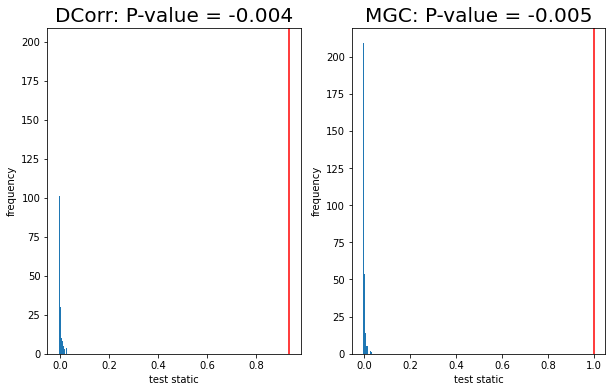 DCorr: P-value = -0.004
200
175
150
125
100
75
50
25
0
frequency
0.0 0.2 0.4 0.6 0.8
test static
MGC: P-value = -0.005
200
175
150
125
100
75
50
25
0
frequency
0.0 0.2 0.4 0.6 0.8 1.0
test static